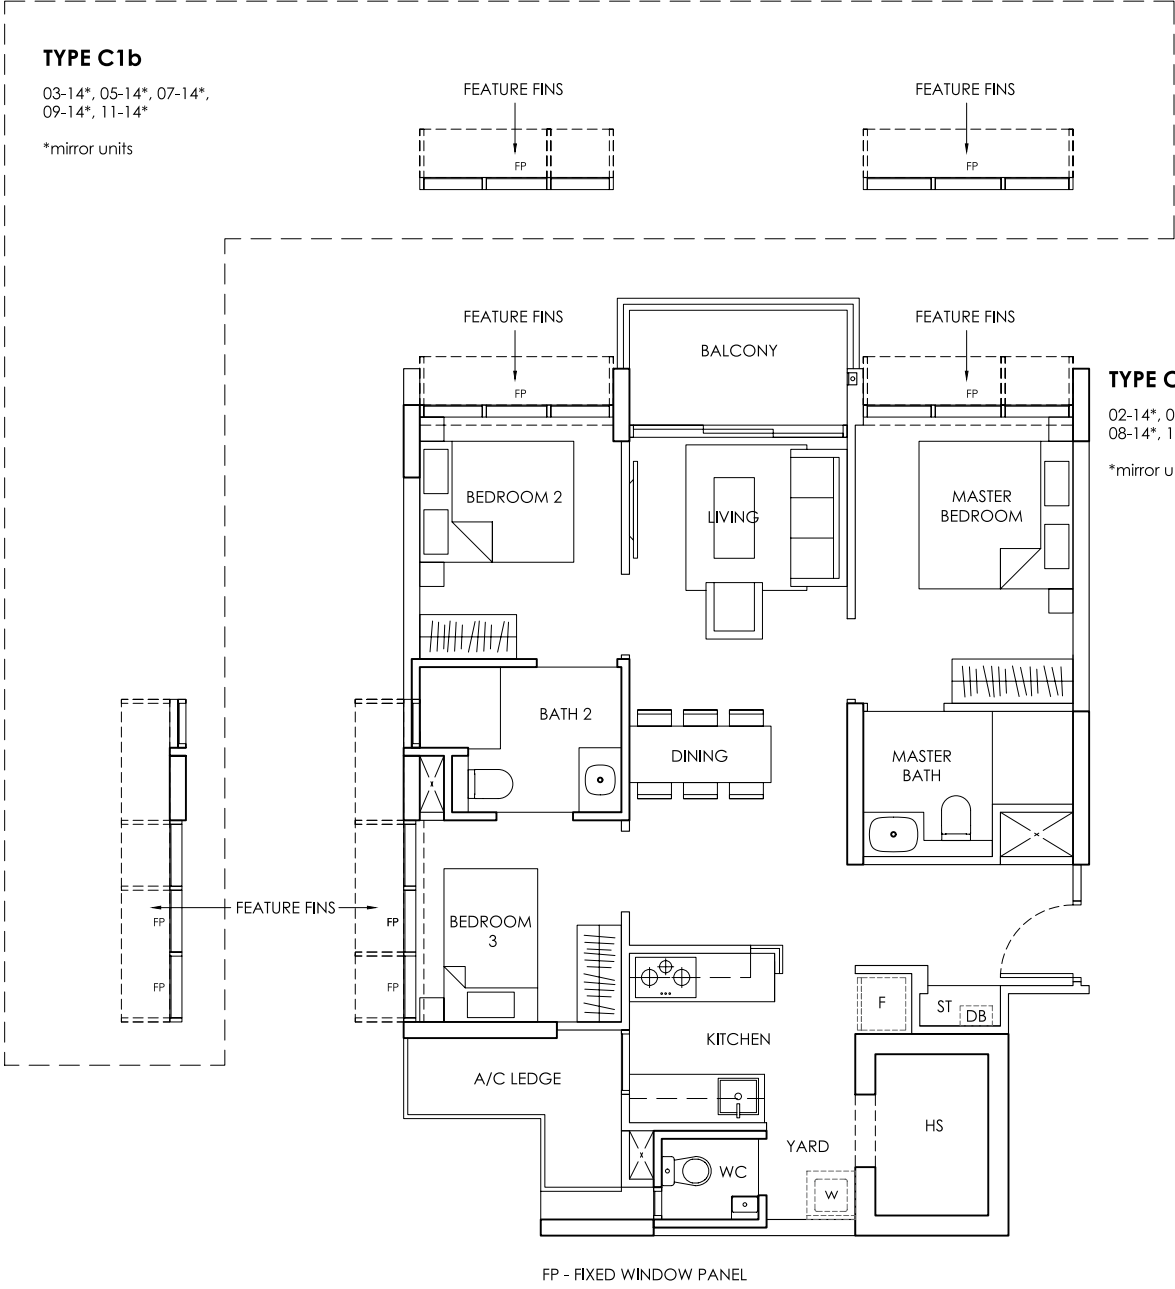 TYPE C1b
03-14*, 05-14*, 07-14*,
09-14*, 11-14*
*mirror units
FEATURE FINS
FEATURE FINS
FP
FP
FEATURE FINS
FEATURE FINS
BALCONY
FP
FP
TYPE C
02-14*, 0
08-14*, 1
*mirror u
BEDROOM 2
LIVING
MASTER
BEDROOM
BATH 2
DINING
MASTER
BATH
FEATURE FINS
FP
FP
FP
FP
BEDROOM
3
F
ST
DB
KITCHEN
A/C LEDGE
HS
YARD
WC
W
FP - FIXED WINDOW PANEL